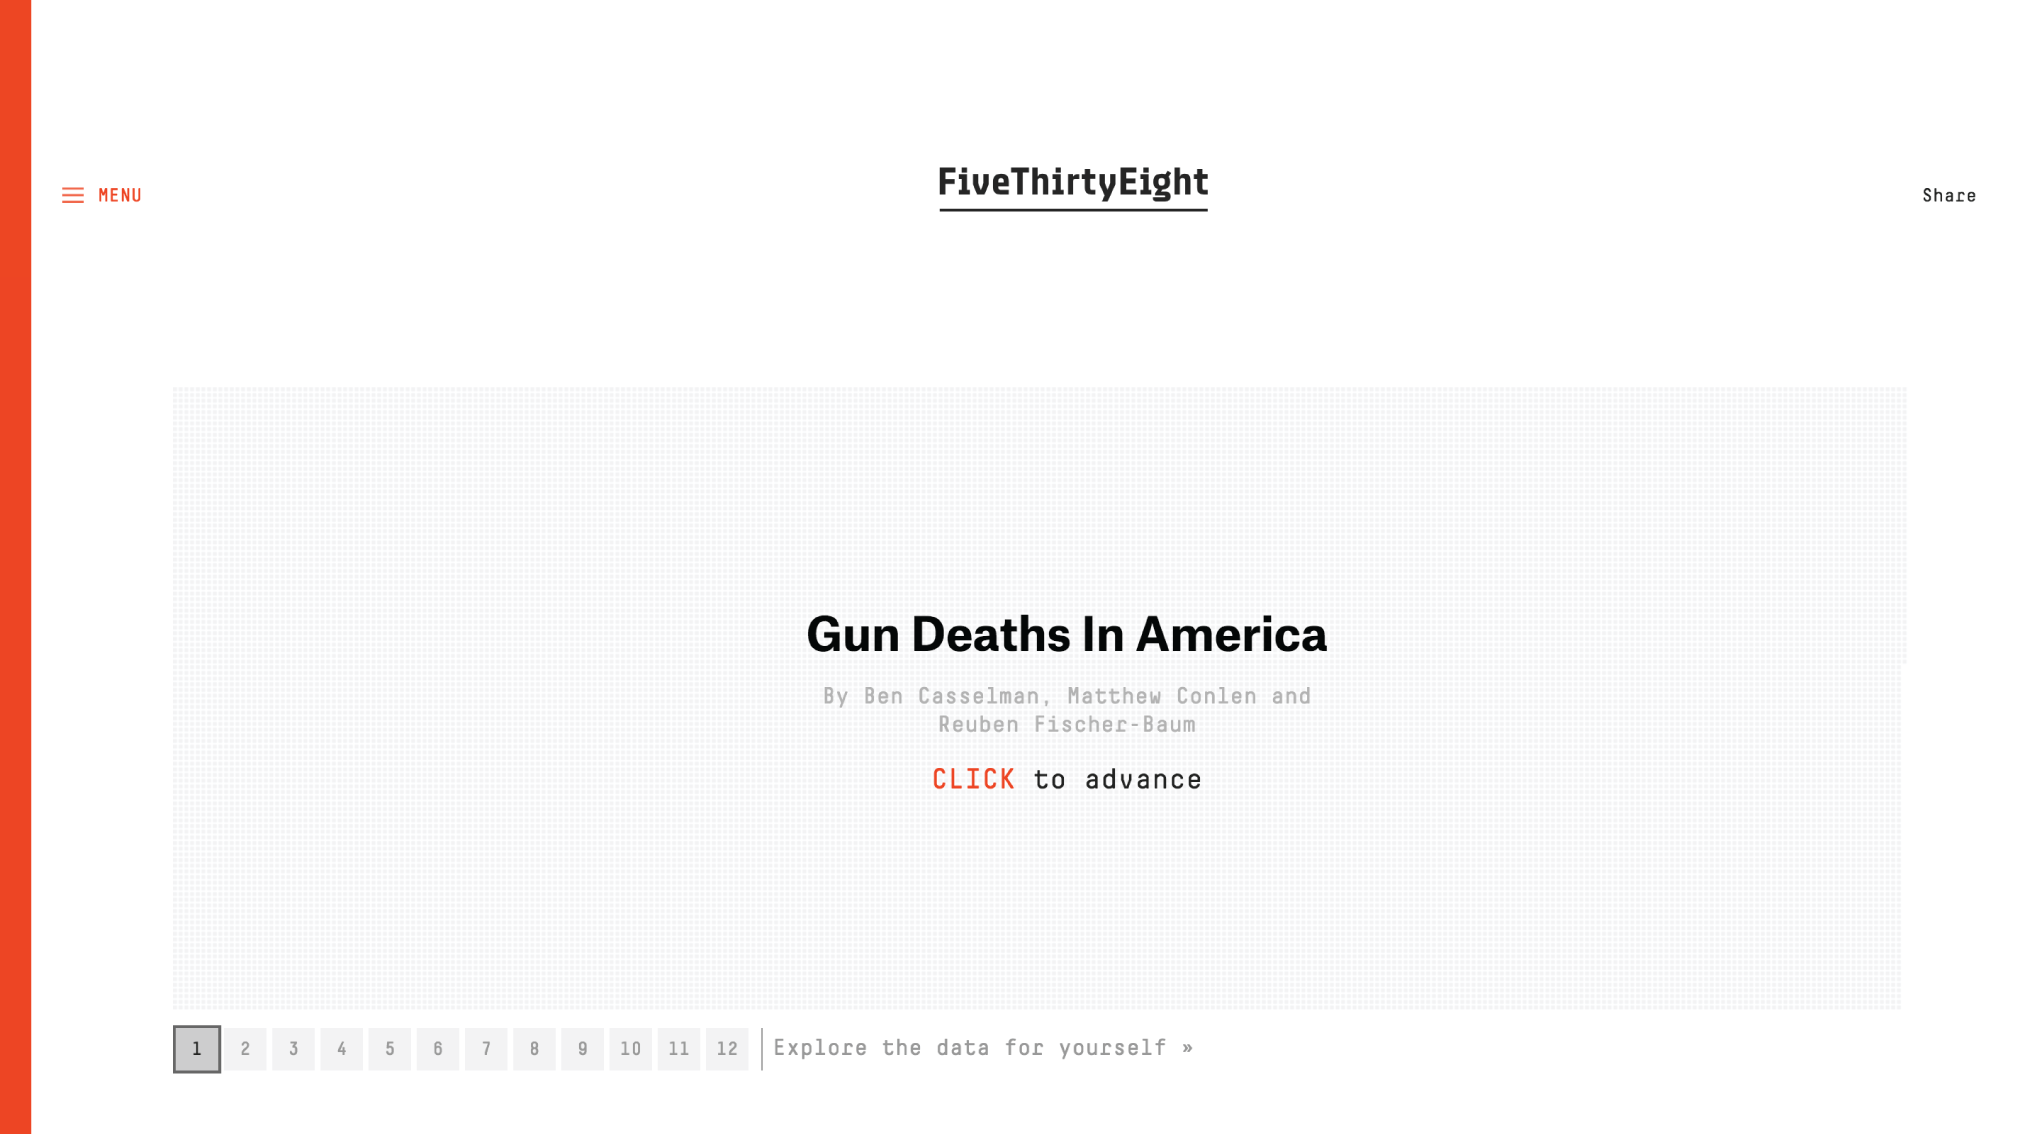 MENU
FiveThirtyEight
Share
Gun Deaths In America
By Ben Casselman, Matthew Conlen and
Reuben Fischer-Baum
CLICK to advance
1 2 3 4 5 6 7 8 9 10 11 12 Explore the data for yourself »